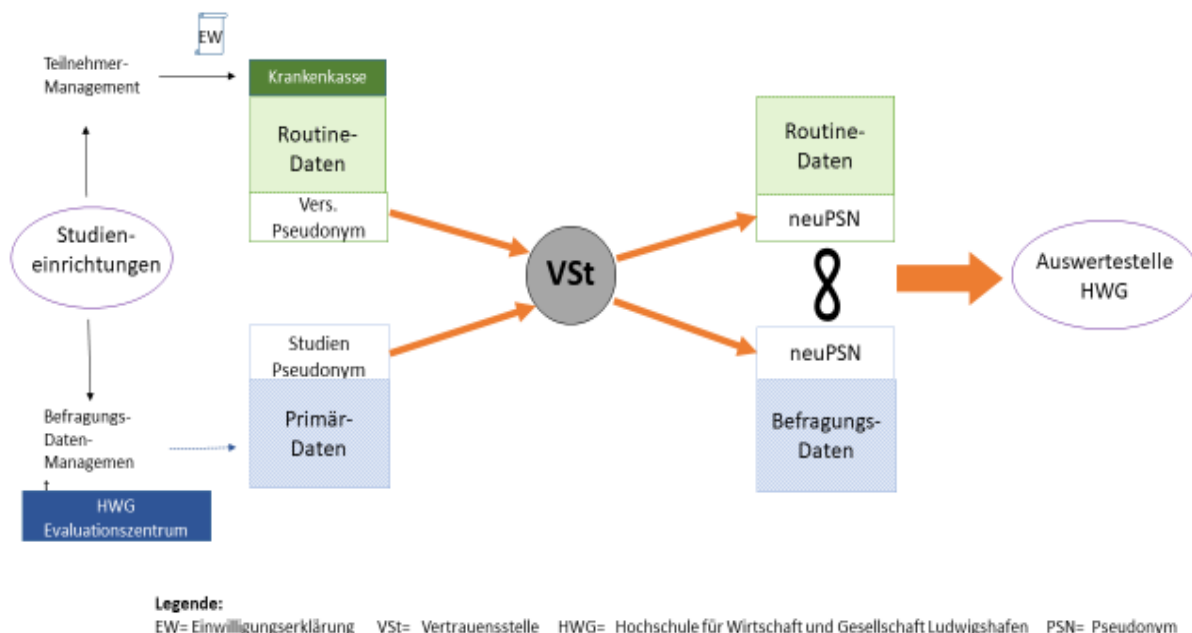 EW
Teilnehmer-
Management
Krankenkasse
Routine-
Daten
Vers.
Pseudonym
Studien-
einrichtungen
Studien
Pseudonym
Primär-
Daten
Befragungs-
Daten-
Managemen
t
HWG
Evaluationszentrum
VSt
Routine-
Daten
neuPSN
neuPSN
Befragungs-
Daten
Auswertestelle
HWG
Legende:
EW= Einwilligungserklärung VSt= Vertrauensstelle HWG= Hochschule für Wirtschaft und Gesellschaft Ludwigshafen PSN= Pseudonym